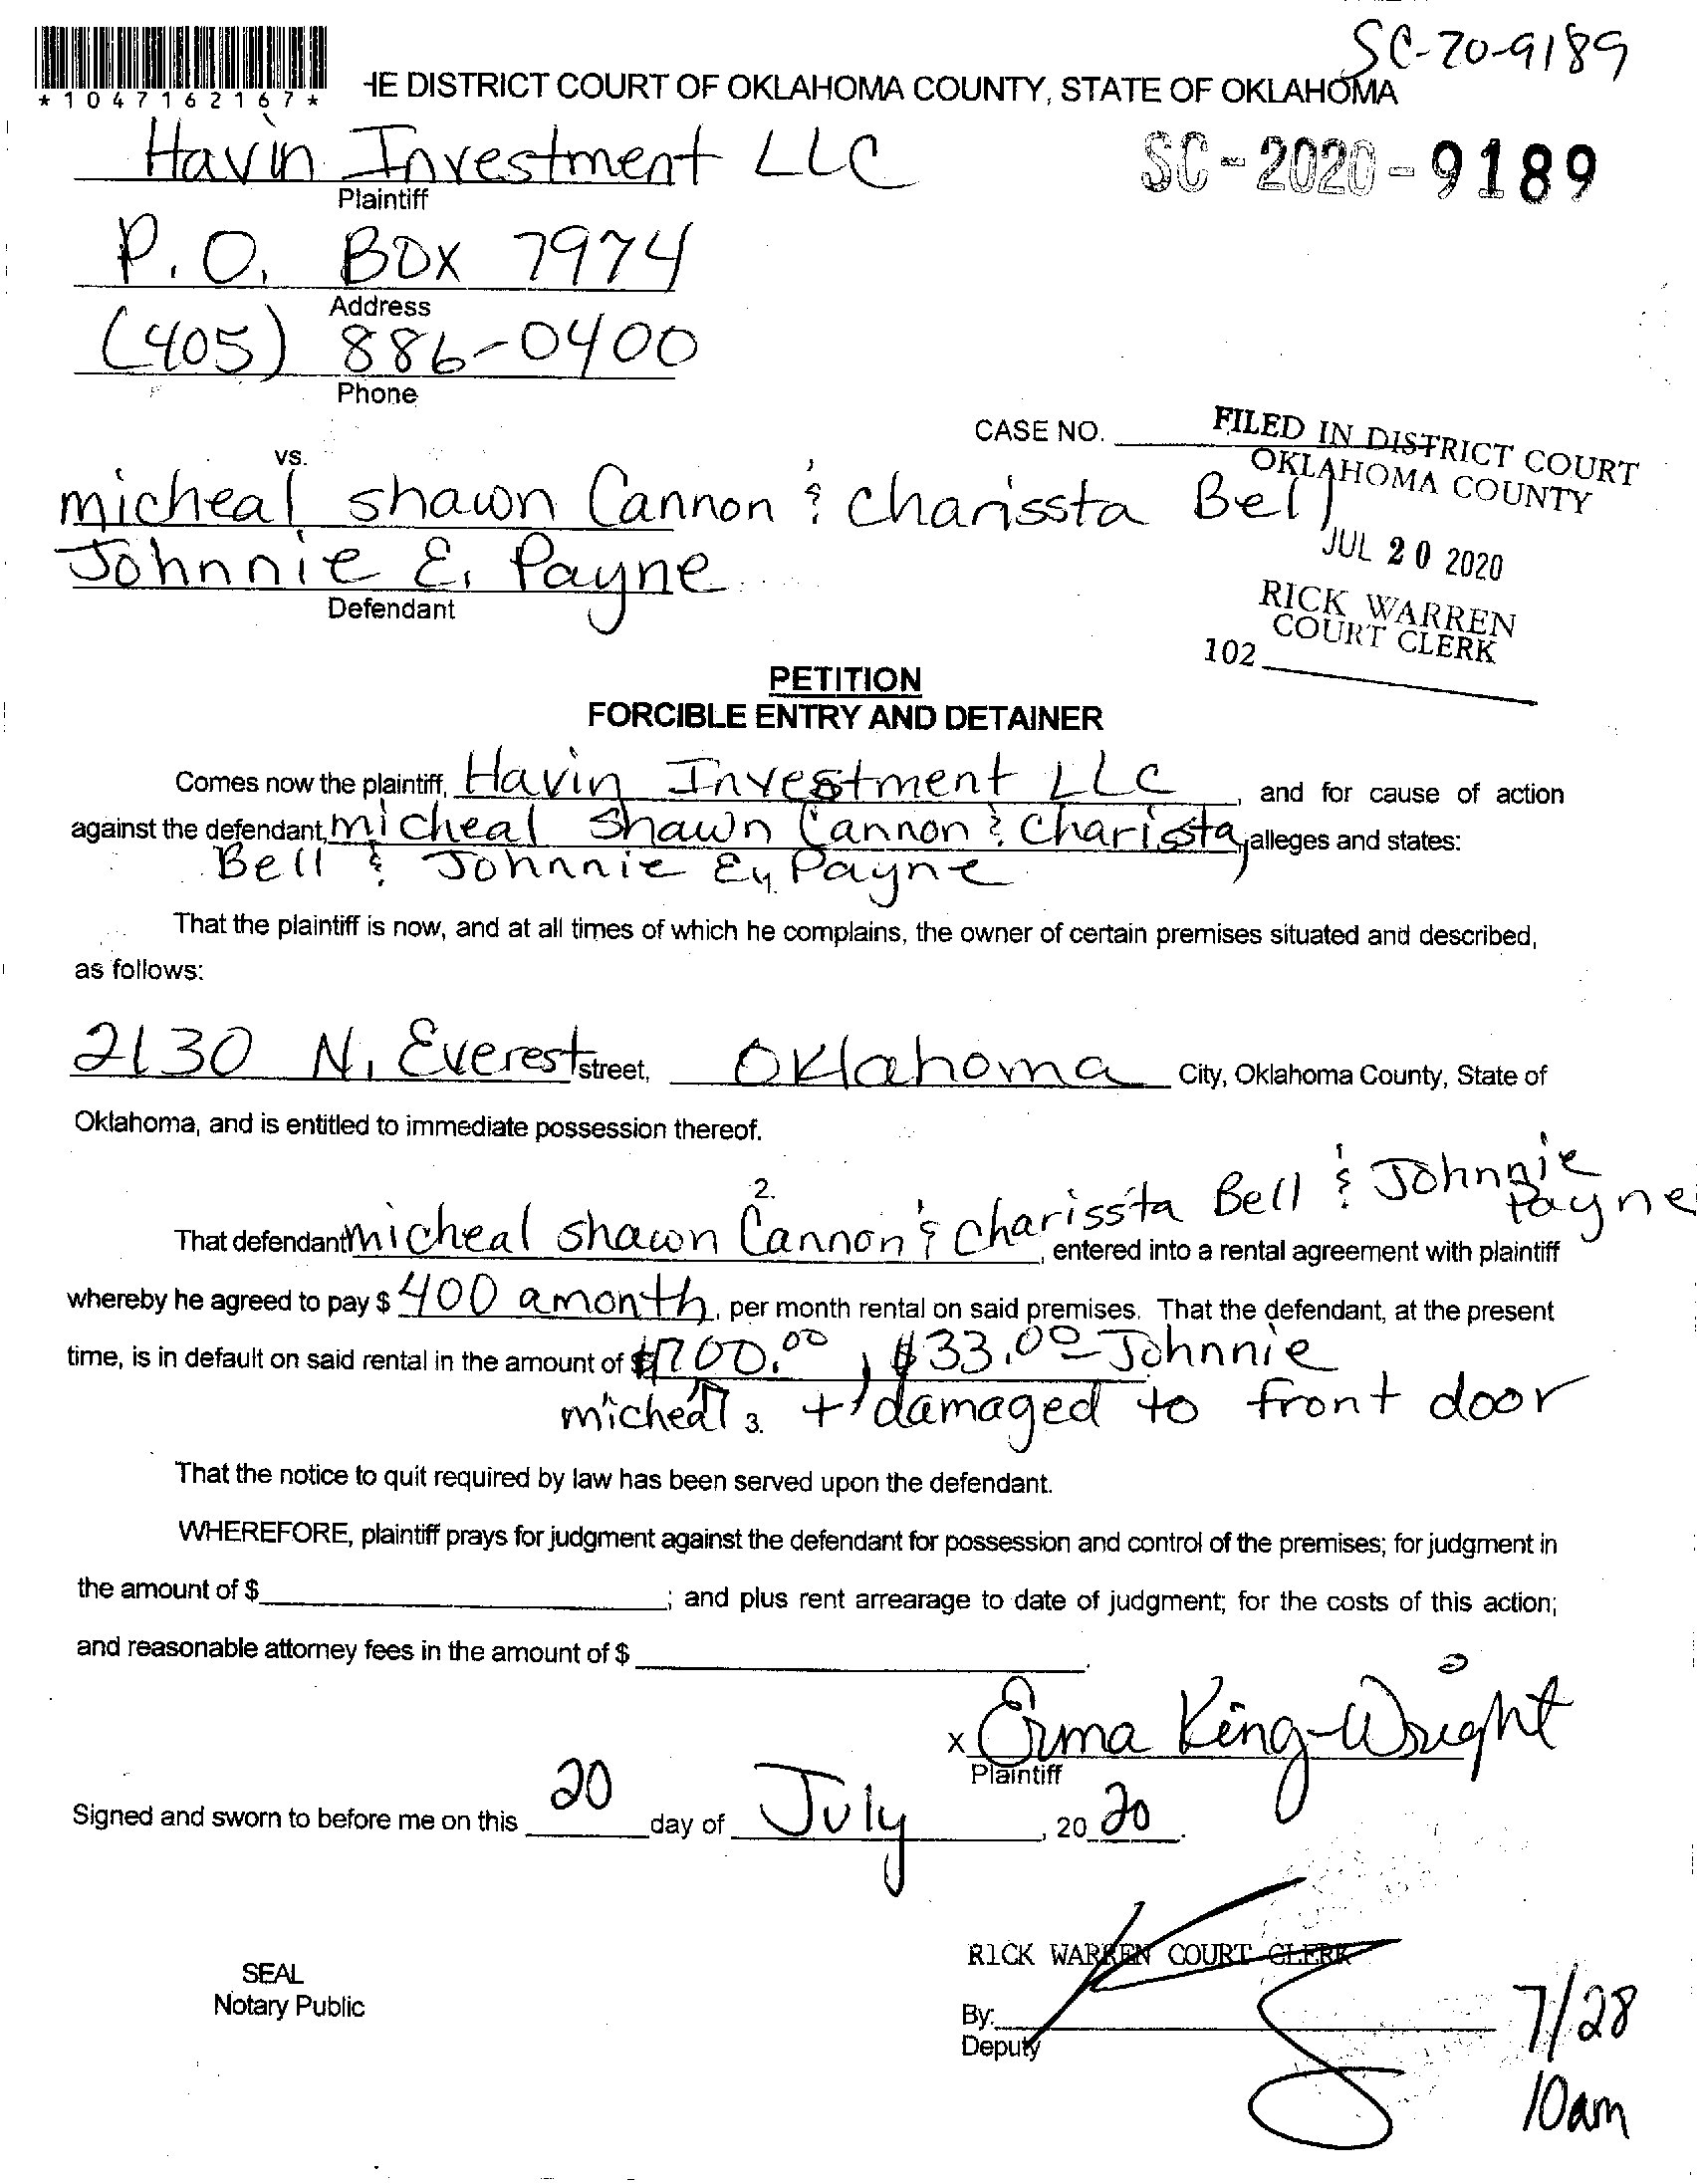 SC-20-9189
*1047162167*
HE DISTRICT COURT OF OKLAHOMA COUNTY, STATE OF OKLAHOMA
Havin Investment LLC
SC-2020-9189
Plaintiff
P.O. Box 7974
Address
(405) 886-0400
Phone
CASE NO.
FILED IN DISTRICT COURT
OKLAHOMA COUNTY
JUL 20 2020
RICK WARREN
COURT CLERK
102
vs.
micheal shawn Cannon & charissta Bell
Johnnie E. Payne
Defendant
PETITION
FORCIBLE ENTRY AND DETAINER
Comes now the plaintiff, Havin Investment LLC, and for cause of action
against the defendant, micheal shawn Cannon & charissta, alleges and states:
Bell & Johnnie E. Payne
That the plaintiff is now, and at all times of which he complains, the owner of certain premises situated and described,
as follows:
2130 N. Everest street, Oklahoma City, Oklahoma County, State of
Oklahoma, and is entitled to immediate possession thereof.
2.
That defendant micheal shawn Cannon & charissta Bell & Johnnie Payne, entered into a rental agreement with plaintiff
whereby he agreed to pay $ 400 amonth, per month rental on said premises. That the defendant, at the present
time, is in default on said rental in the amount of $700.00, $33.00 Johnnie
micheal 3. + damaged to front door
That the notice to quit required by law has been served upon the defendant.
WHEREFORE, plaintiff prays for judgment against the defendant for possession and control of the premises; for judgment in
the amount of $ ; and plus rent arrearage to date of judgment; for the costs of this action;
and reasonable attorney fees in the amount of $ .
x Erma King-Wright
Plaintiff
Signed and sworn to before me on this 20 day of July, 2020.
RICK WARREN COURT CLERK
SEAL
Notary Public
By:
Deputy
7/28
10am